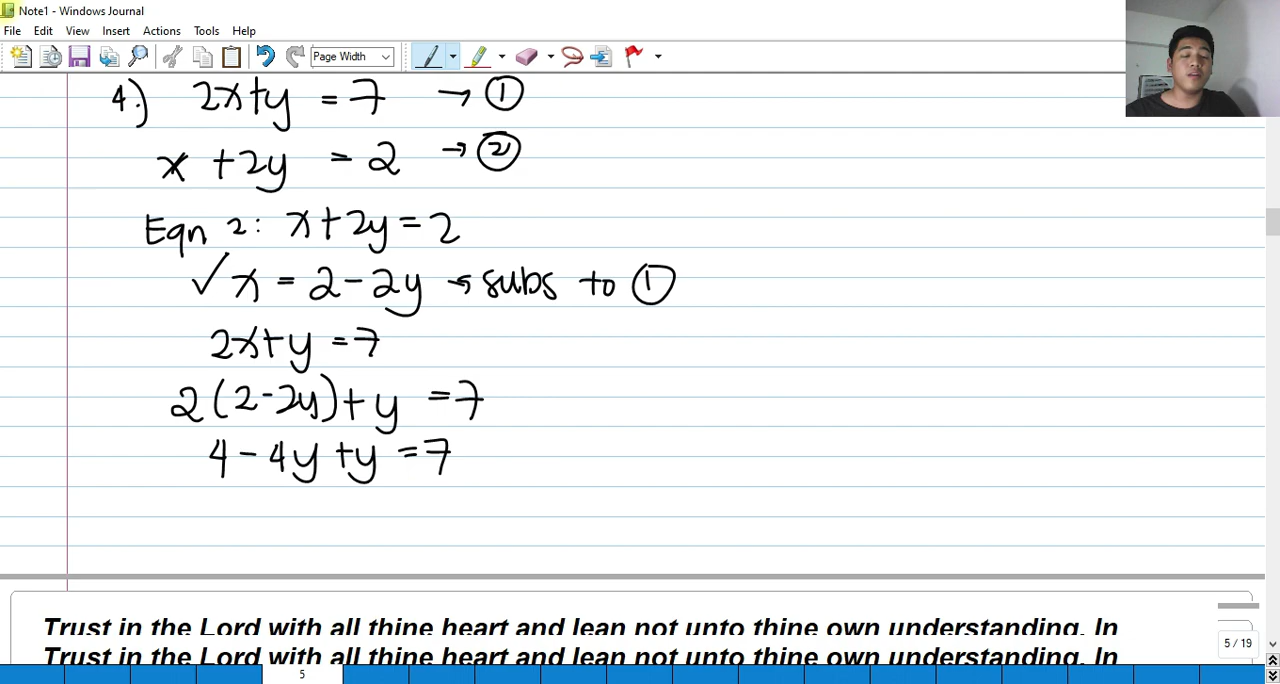 Note1 - Windows Journal
File Edit View Insert Actions Tools Help
Page Width
4.) 2x+y = 7 → ①
x + 2y = 2 → ②
Eqn 2: x + 2y = 2
✓ x = 2 - 2y ↩ subs to ①
2x + y = 7
2(2 - 2y) + y = 7
4 - 4y + y = 7
Trust in the Lord with all thine heart and lean not unto thine own understanding. In
Trust in the Lord with all thine heart and lean not unto thine own understanding. In
5 / 19
5